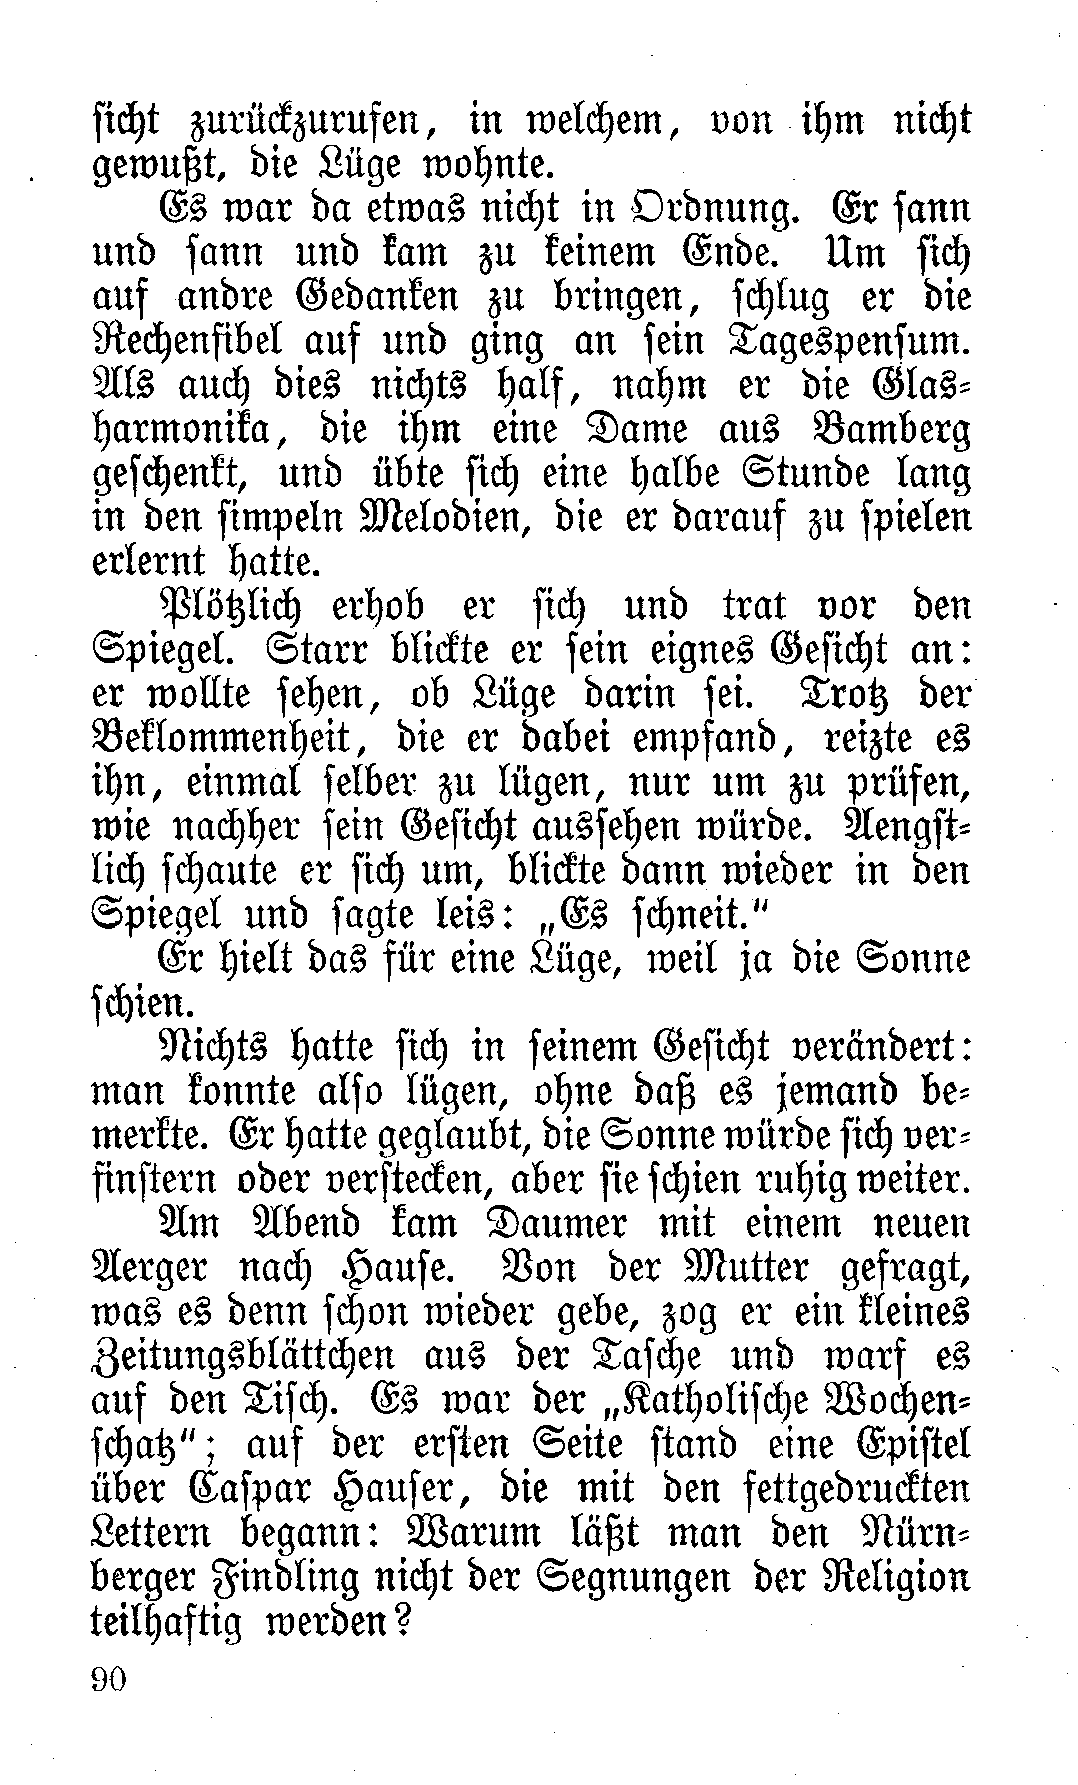 sicht zurückzurufen, in welchem, von ihm nicht
gewußt, die Lüge wohnte.
Es war da etwas nicht in Ordnung. Er sann
und sann und kam zu keinem Ende. Um sich
auf andre Gedanken zu bringen, schlug er die
Rechenfibel auf und ging an sein Tagespensum.
Als auch dies nichts half, nahm er die Glas-
harmonika, die ihm eine Dame aus Bamberg
geschenkt, und übte sich eine halbe Stunde lang
in den simpeln Melodien, die er darauf zu spielen
erlernt hatte.
Plötzlich erhob er sich und trat vor den
Spiegel. Starr blickte er sein eignes Gesicht an:
er wollte sehen, ob Lüge darin sei. Trotz der
Beklommenheit, die er dabei empfand, reizte es
ihn, einmal selber zu lügen, nur um zu prüfen,
wie nachher sein Gesicht aussehen würde. Aengst-
lich schaute er sich um, blickte dann wieder in den
Spiegel und sagte leis: „Es schneit."
Er hielt das für eine Lüge, weil ja die Sonne
schien.
Nichts hatte sich in seinem Gesicht verändert:
man konnte also lügen, ohne daß es jemand be-
merkte. Er hatte geglaubt, die Sonne würde sich ver-
finstern oder verstecken, aber sie schien ruhig weiter.
Am Abend kam Daumer mit einem neuen
Aerger nach Hause. Von der Mutter gefragt,
was es denn schon wieder gebe, zog er ein kleines
Zeitungsblättchen aus der Tasche und warf es
auf den Tisch. Es war der „Katholische Wochen-
schatz"; auf der ersten Seite stand eine Epistel
über Caspar Hauser, die mit den fettgedruckten
Lettern begann: Warum läßt man den Nürn-
berger Findling nicht der Segnungen der Religion
teilhaftig werden?
90